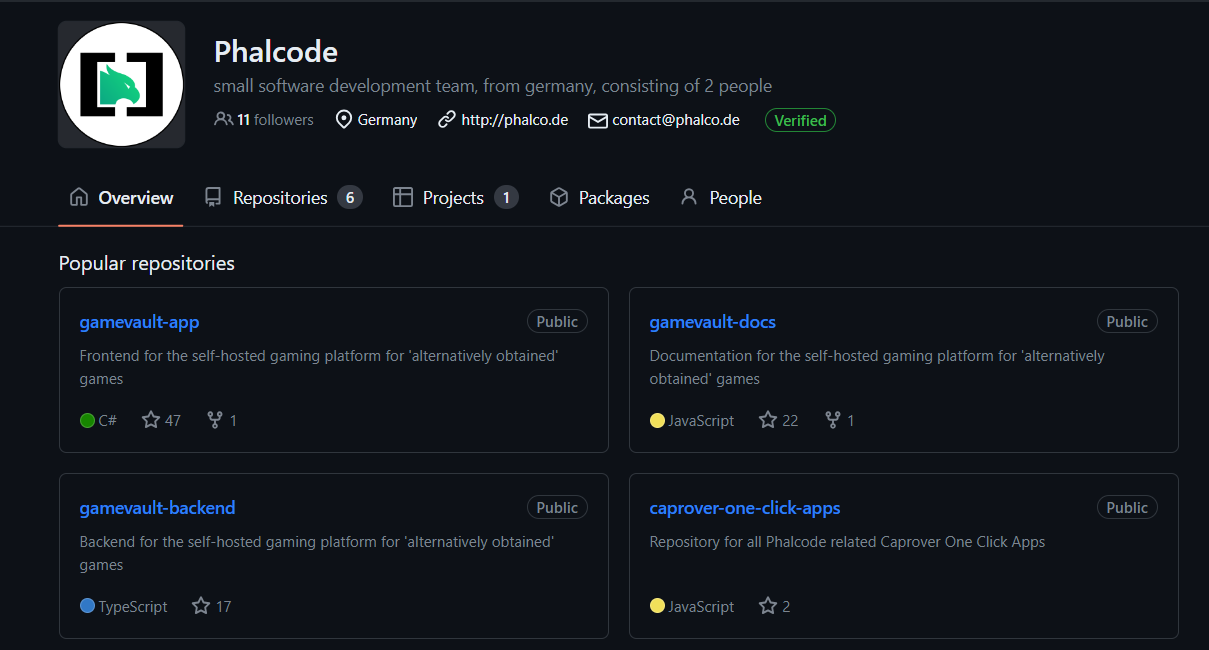 Phalcode
small software development team, from germany, consisting of 2 people
11 followers Germany http://phalco.de contact@phalco.de Verified
Overview Repositories 6 Projects 1 Packages People
Popular repositories
gamevault-app Public
Frontend for the self-hosted gaming platform for 'alternatively obtained'
games
C# 47 1
gamevault-docs Public
Documentation for the self-hosted gaming platform for 'alternatively
obtained' games
JavaScript 22 1
gamevault-backend Public
Backend for the self-hosted gaming platform for 'alternatively obtained'
games
TypeScript 17
caprover-one-click-apps Public
Repository for all Phalcode related Caprover One Click Apps
JavaScript 2